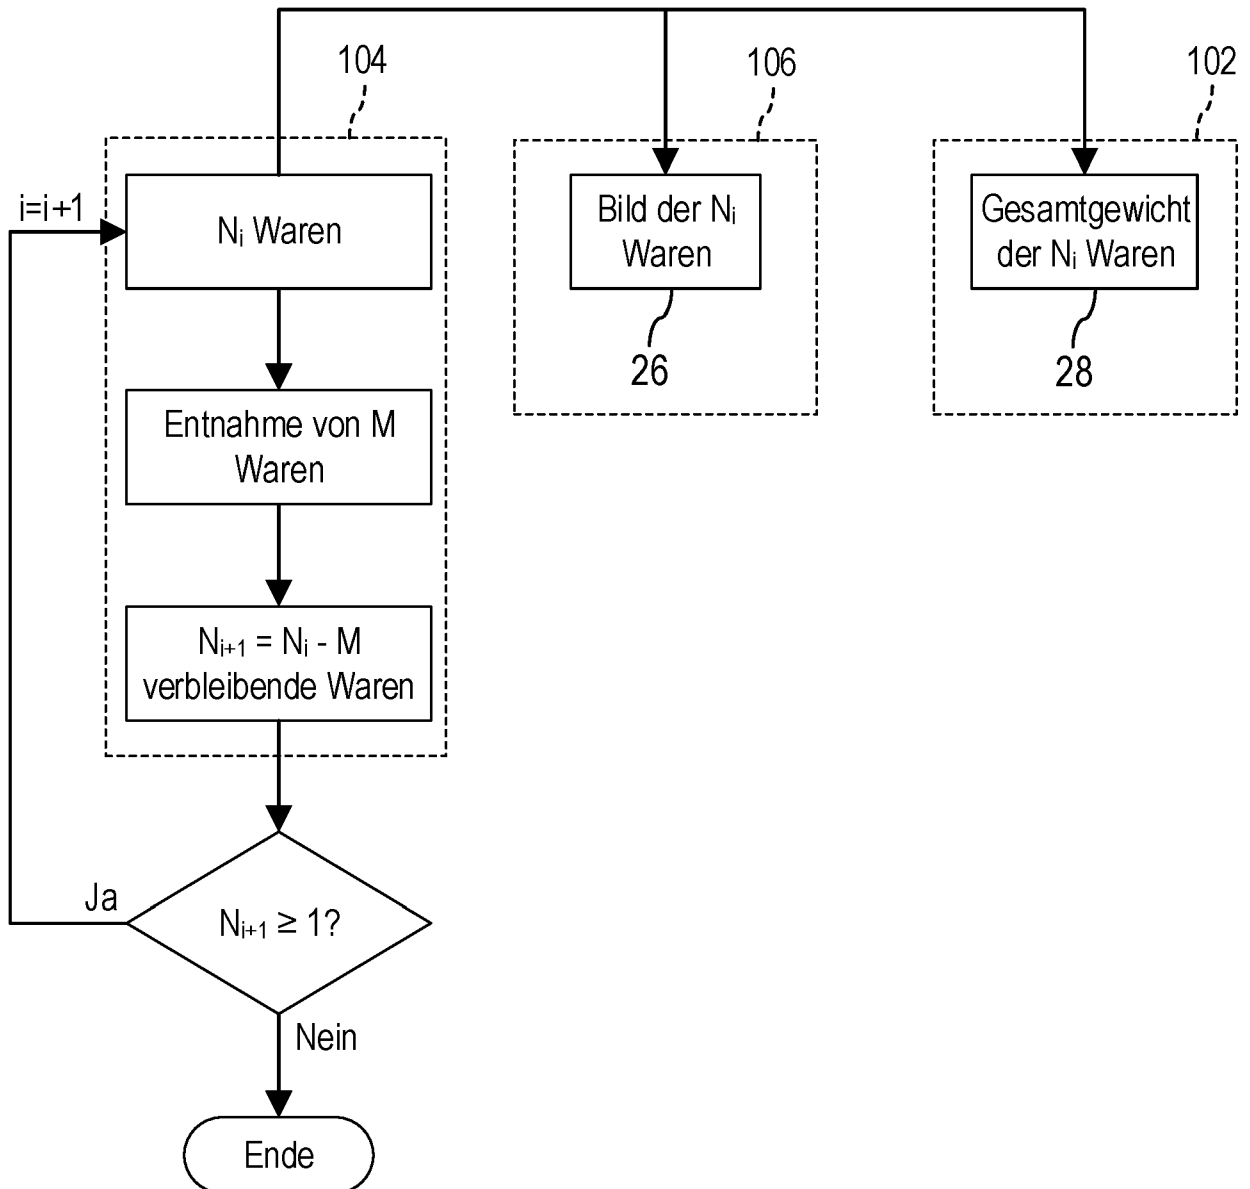 104
106
102
i=i+1
Nᵢ Waren
Bild der Nᵢ
Waren
Gesamtgewicht
der Nᵢ Waren
26
28
Entnahme von M
Waren
Nᵢ₊₁ = Nᵢ - M
verbleibende Waren
Ja
Nᵢ₊₁ ≥ 1?
Nein
Ende